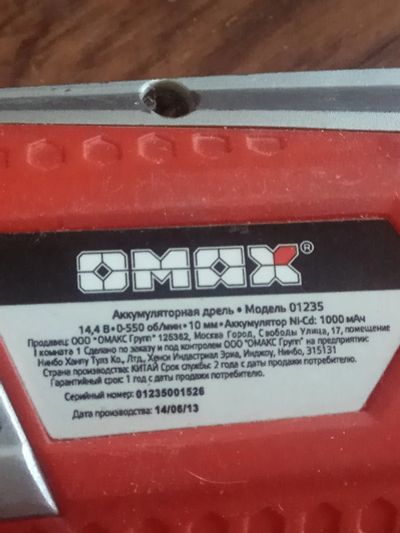 OMAX®
Аккумуляторная дрель • Модель 01235
14,4 В•0-550 об/мин•10 мм•Аккумулятор Ni-Cd: 1000 мАч
Продавец: ООО "ОМАКС Групп" 125362, Москва Город, Свободы Улица, 17, помещение
1 комната 1 Сделано по заказу и под контролем ООО "ОМАКС Групп" на предприятии:
Нинбо Хангу Тулз Ко., Лтд., Хенси Индастриал Эриа, Инджоу, Нинбо, 315131
Страна производства: КИТАЙ Срок службы: 2 года с даты продажи потребителю.
Гарантийный срок: 1 год с даты продажи потребителю.
Серийный номер: 01235001526
Дата производства: 14/06/13